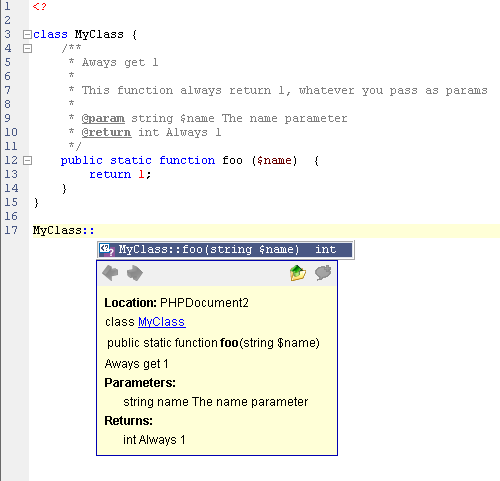 1 <?
2
3 class MyClass {
4 /**
5 * Aways get 1
6 *
7 * This function always return 1, whatever you pass as params
8 *
9 * @param string $name The name parameter
10 * @return int Always 1
11 */
12 public static function foo ($name) {
13 return 1;
14 }
15 }
16
17 MyClass::
MyClass::foo(string $name) int
Location: PHPDocument2
class MyClass
public static function foo(string $name)
Aways get 1
Parameters:
string name The name parameter
Returns:
int Always 1